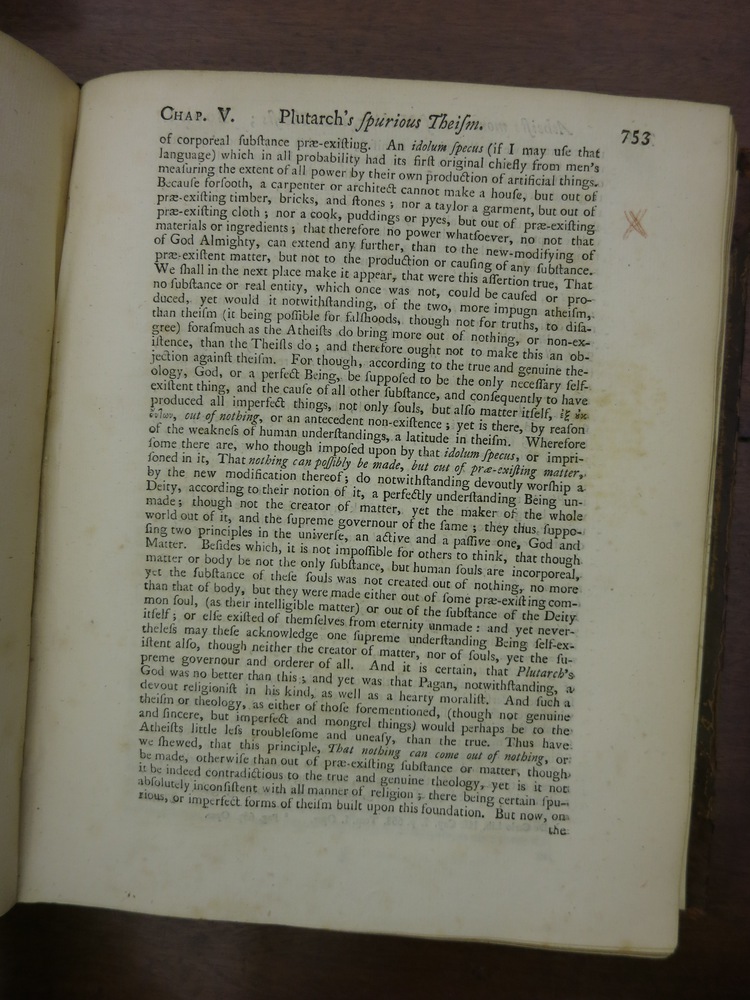 CHAP. V. Plutarch's ſpurious Theiſm. 753
of corporeal ſubſtance præ-exiſting. An idolum ſpecus (if I may uſe that
language) which in all probability had its firſt original chiefly from men's
meaſuring the extent of all power by their own production of artificial things.
Becauſe forſooth, a carpenter or architect cannot make a houſe, but out of
præ-exiſting timber, bricks, and ſtones; nor a taylor a garment, but out of
præ-exiſting cloth; nor a cook, puddings or pyes, but out of præ-exiſting
materials or ingredients; that therefore no power whatſoever, no not that
of God Almighty, can extend any further, than to the new-modifying of
præ-exiſtent matter, but not to the production or cauſing of any ſubſtance.
We ſhall in the next place make it appear, that were this aſſertion true, That
no ſubſtance or real entity, which once was not, could be cauſed or pro-
duced, yet would it notwithſtanding, of the two, more impugn atheiſm,
than theiſm (it being poſſible for falſhoods, though not for truths, to diſa-
gree) foraſmuch as the Atheiſts do bring more out of nothing, or non-ex-
iſtence, than the Theiſts do; and therefore ought not to make this an ob-
jection againſt theiſm. For though, according to the true and genuine the-
ology, God, or a perfect Being, be ſuppoſed to be the only neceſſary ſelf-
exiſtent thing, and the cauſe of all other ſubſtance, and conſequently to have
produced all imperfect things, not only ſouls, but alſo matter itſelf, ἐξ οὐκ
ὄντων, out of nothing, or an antecedent non-exiſtence; yet is there, by reaſon
of the weakneſs of human underſtandings, a latitude in theiſm. Wherefore
ſome there are, who though impoſed upon by that idolum ſpecus, or impri-
ſoned in it, That nothing can poſſibly be made, but out of præ-exiſting matter,
by the new modification thereof; do notwithſtanding devoutly worſhip a
Deity, according to their notion of it, a perfectly underſtanding Being un-
made; though not the creator of matter, yet the maker of the whole
world out of it, and the ſupreme governour of the ſame; they thus ſuppo-
ſing two principles in the univerſe, an active and a paſſive one, God and
Matter. Beſides which, it is not impoſſible for others to think, that though
matter or body be not the only ſubſtance, but human ſouls are incorporeal,
yet the ſubſtance of theſe ſouls was not created out of nothing, no more
than that of body, but they were made either out of ſome præ-exiſting com-
mon ſoul, (as their intelligible matter) or out of the ſubſtance of the Deity
itſelf; or elſe exiſted of themſelves from eternity unmade: and yet never-
theleſs may theſe acknowledge one ſupreme underſtanding Being ſelf-ex-
iſtent alſo, though neither the creator of matter, nor of ſouls, yet the ſu-
preme governour and orderer of all. And it is certain, that Plutarch's
God was no better than this; and yet was that Pagan, notwithſtanding, a
devout religioniſt in his kind, as well as a hearty moraliſt. And ſuch a
theiſm or theology, as either of thoſe forementioned, (though not genuine
and ſincere, but imperfect and mongrel things) would perhaps be to the
Atheiſts little leſs troubleſome and uneaſy, than the true. Thus have
we ſhewed, that this principle, That nothing can come out of nothing, or
be made, otherwiſe than out of præ-exiſting ſubſtance or matter, though
it be indeed contradictious to the true and genuine theology, yet is it not
abſolutely inconſiſtent with all manner of religion; there being certain ſpu-
rious, or imperfect forms of theiſm built upon this foundation. But now, on
the